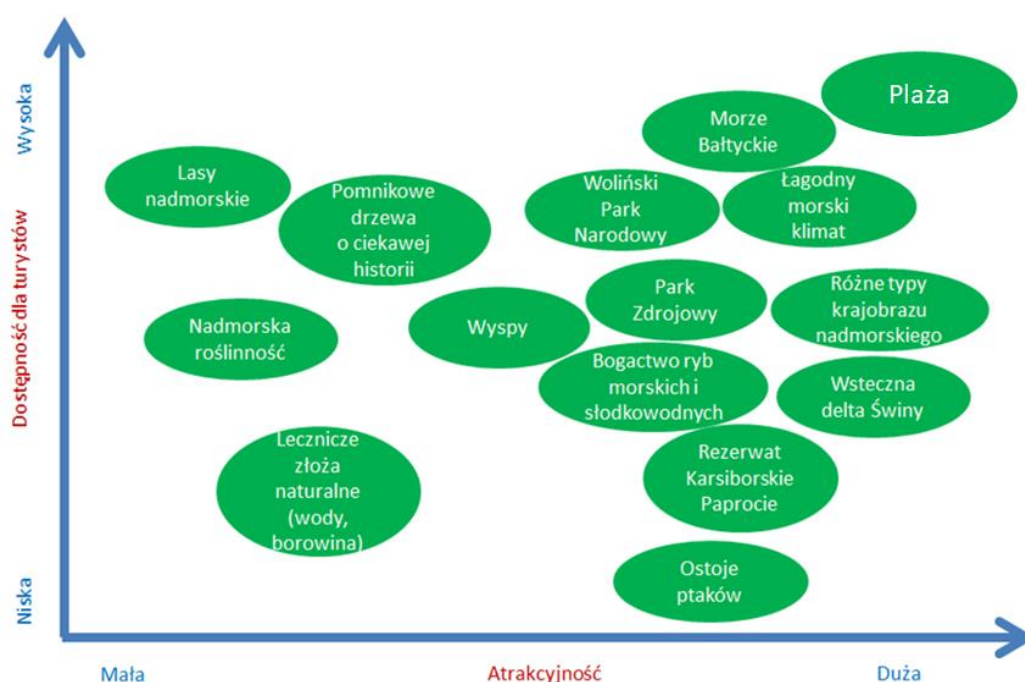 Wysoka
Dostępność dla turystów
Niska
Plaża
Morze
Bałtyckie
Lasy
nadmorskie
Pomnikowe
drzewa
o ciekawej
historii
Woliński
Park
Narodowy
Łagodny
morski
klimat
Nadmorska
roślinność
Wyspy
Park
Zdrojowy
Różne typy
krajobrazu
nadmorskiego
Bogactwo ryb
morskich i
słodkowodnych
Wsteczna
delta Świny
Lecznicze
złoża
naturalne
(wody,
borowina)
Rezerwat
Karsiborskie
Paprocie
Ostoje
ptaków
Mała
Atrakcyjność
Duża